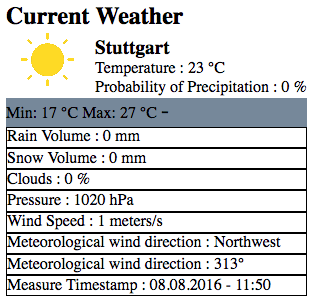 Current Weather
Stuttgart
Temperature : 23 °C
Probability of Precipitation : 0 %
Min: 17 °C Max: 27 °C -
Rain Volume : 0 mm
Snow Volume : 0 mm
Clouds : 0 %
Pressure : 1020 hPa
Wind Speed : 1 meters/s
Meteorological wind direction : Northwest
Meteorological wind direction : 313°
Measure Timestamp : 08.08.2016 - 11:50